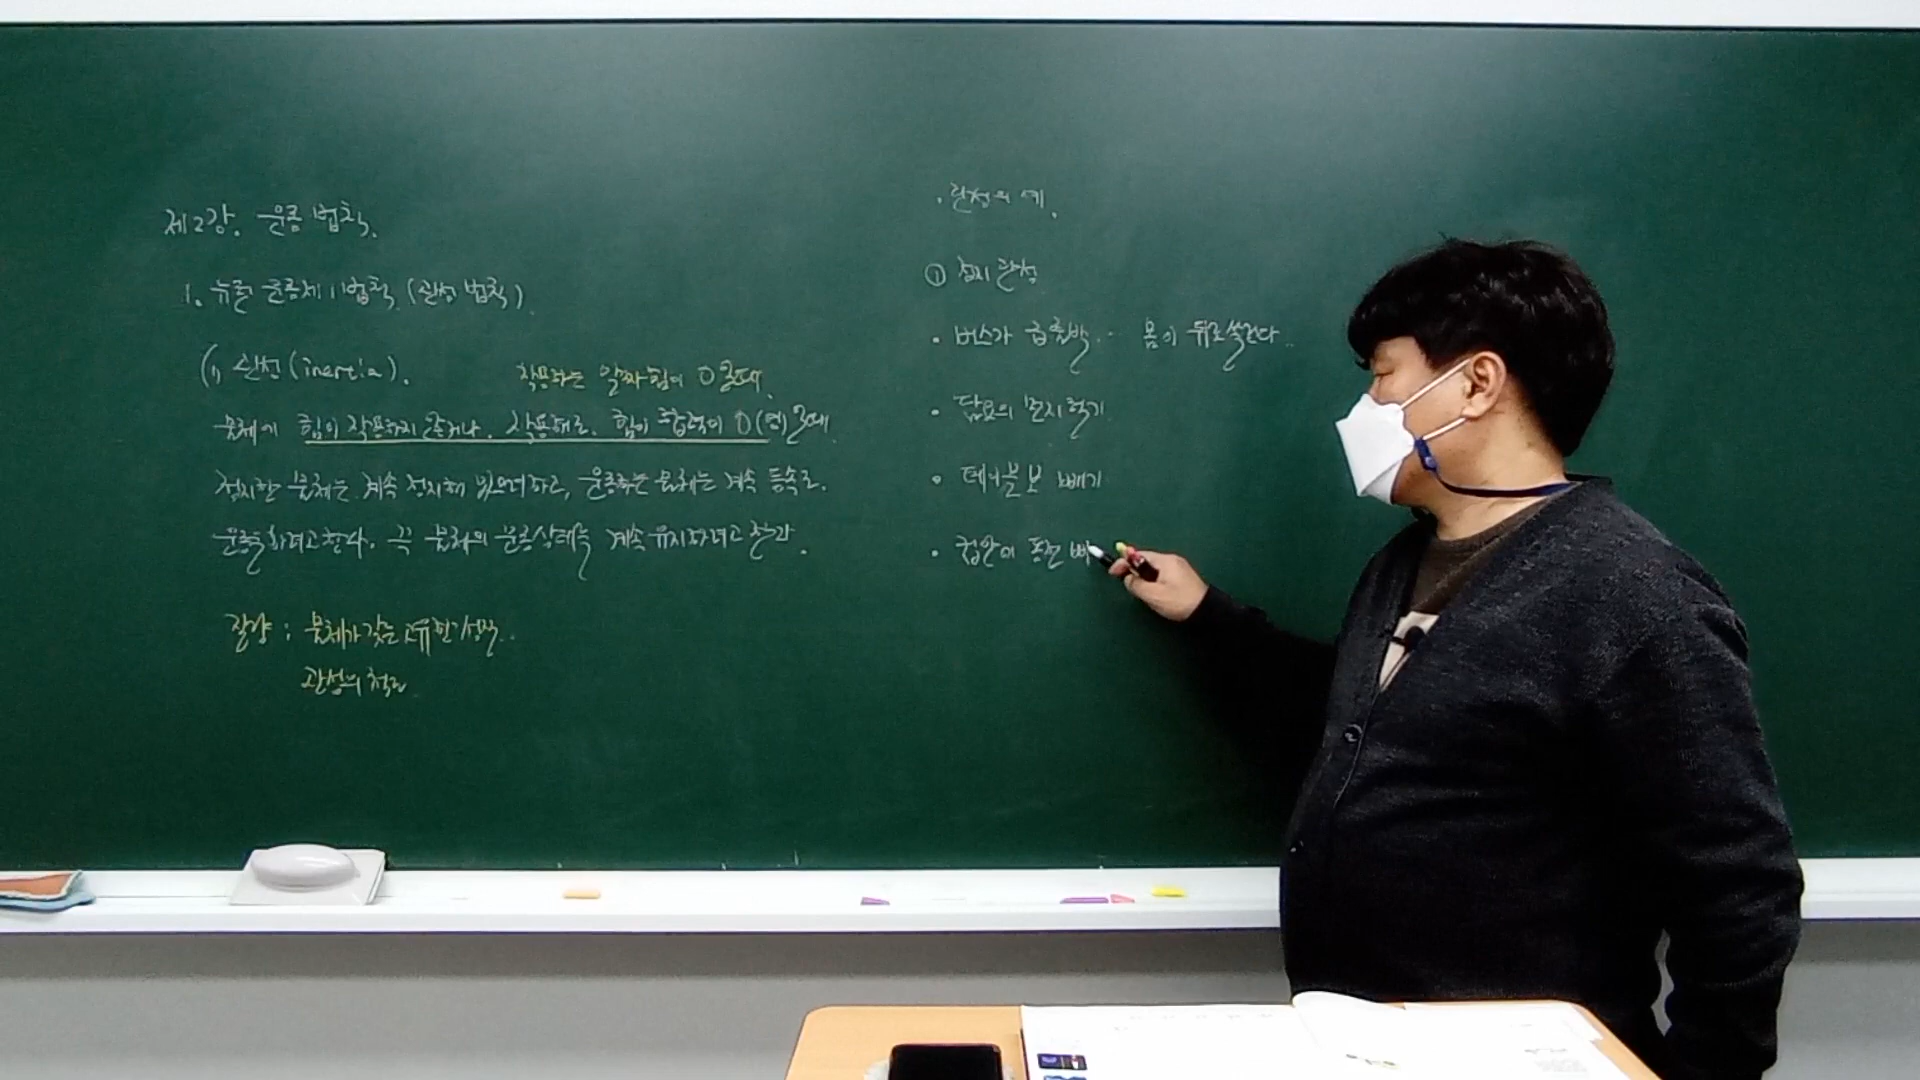 제2강. 운동 법칙.
1. 뉴턴 운동제1법칙. (관성 법칙)
(1) 관성 (inertia).
작용하는 알짜힘이 0일때.
물체가 힘이 작용하지 않거나. 작용해도. 힘의 합력이 0(영)일때.
정지한 물체는 계속 정지해 있으려하고, 운동하는 물체는 계속 등속도.
운동을 하려고한다. 즉 물체의 운동상태를 계속 유지하려고 한다.
질량 : 물체가 갖는 고유한 성질..
관성의 척도
· 관성의 예.
① 정지 관성
· 버스가 급출발.. 몸이 뒤로 쏠린다..
· 담요의 먼지 털기
· 테이블 보 빼기
· 컵안에 동전 빼